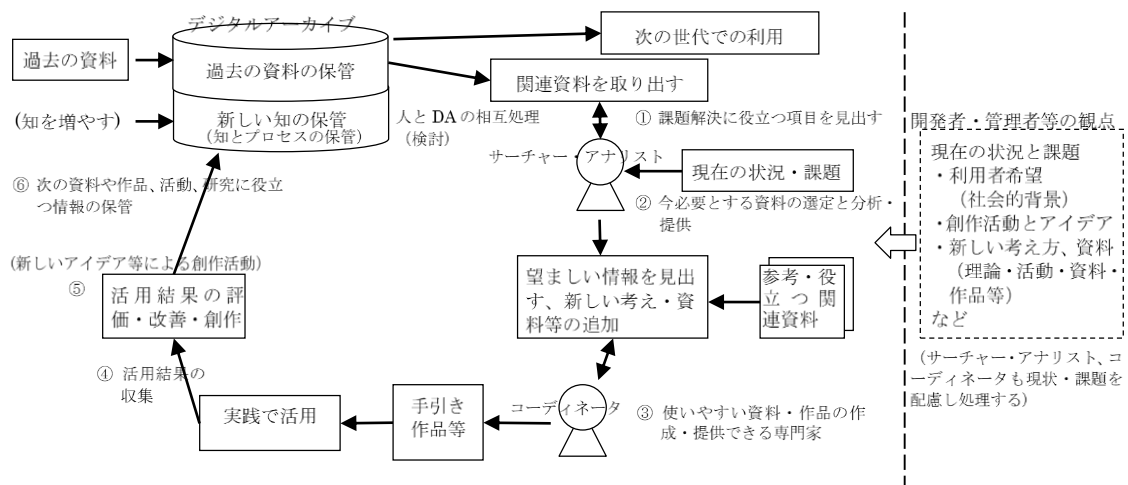 デジタルアーカイブ
過去の資料
過去の資料の保管
(知を増やす)
新しい知の保管
(知とプロセスの保管)
次の世代での利用
関連資料を取り出す
人と DA の相互処理
（検討）
① 課題解決に役立つ項目を見出す
サーチャー・アナリスト
現在の状況・課題
② 今必要とする資料の選定と分析・
提供
望ましい情報を見出
す、新しい考え・資
料等の追加
参考・役
立つ関
連資料
コーディネータ
③ 使いやすい資料・作品の作
成・提供できる専門家
手引き
作品等
実践で活用
④ 活用結果の
収集
(新しいアイデア等による創作活動)
⑤
活用結果の評
価・改善・創作
⑥ 次の資料や作品、活動、研究に役立
つ情報の保管
開発者・管理者等の観点
現在の状況と課題
・利用者希望
（社会的背景）
・創作活動とアイデア
・新しい考え方、資料
（理論・活動・資料・
作品等）
など
（サーチャー・アナリスト、コ
ーディネータも現状・課題を
配慮し処理する）